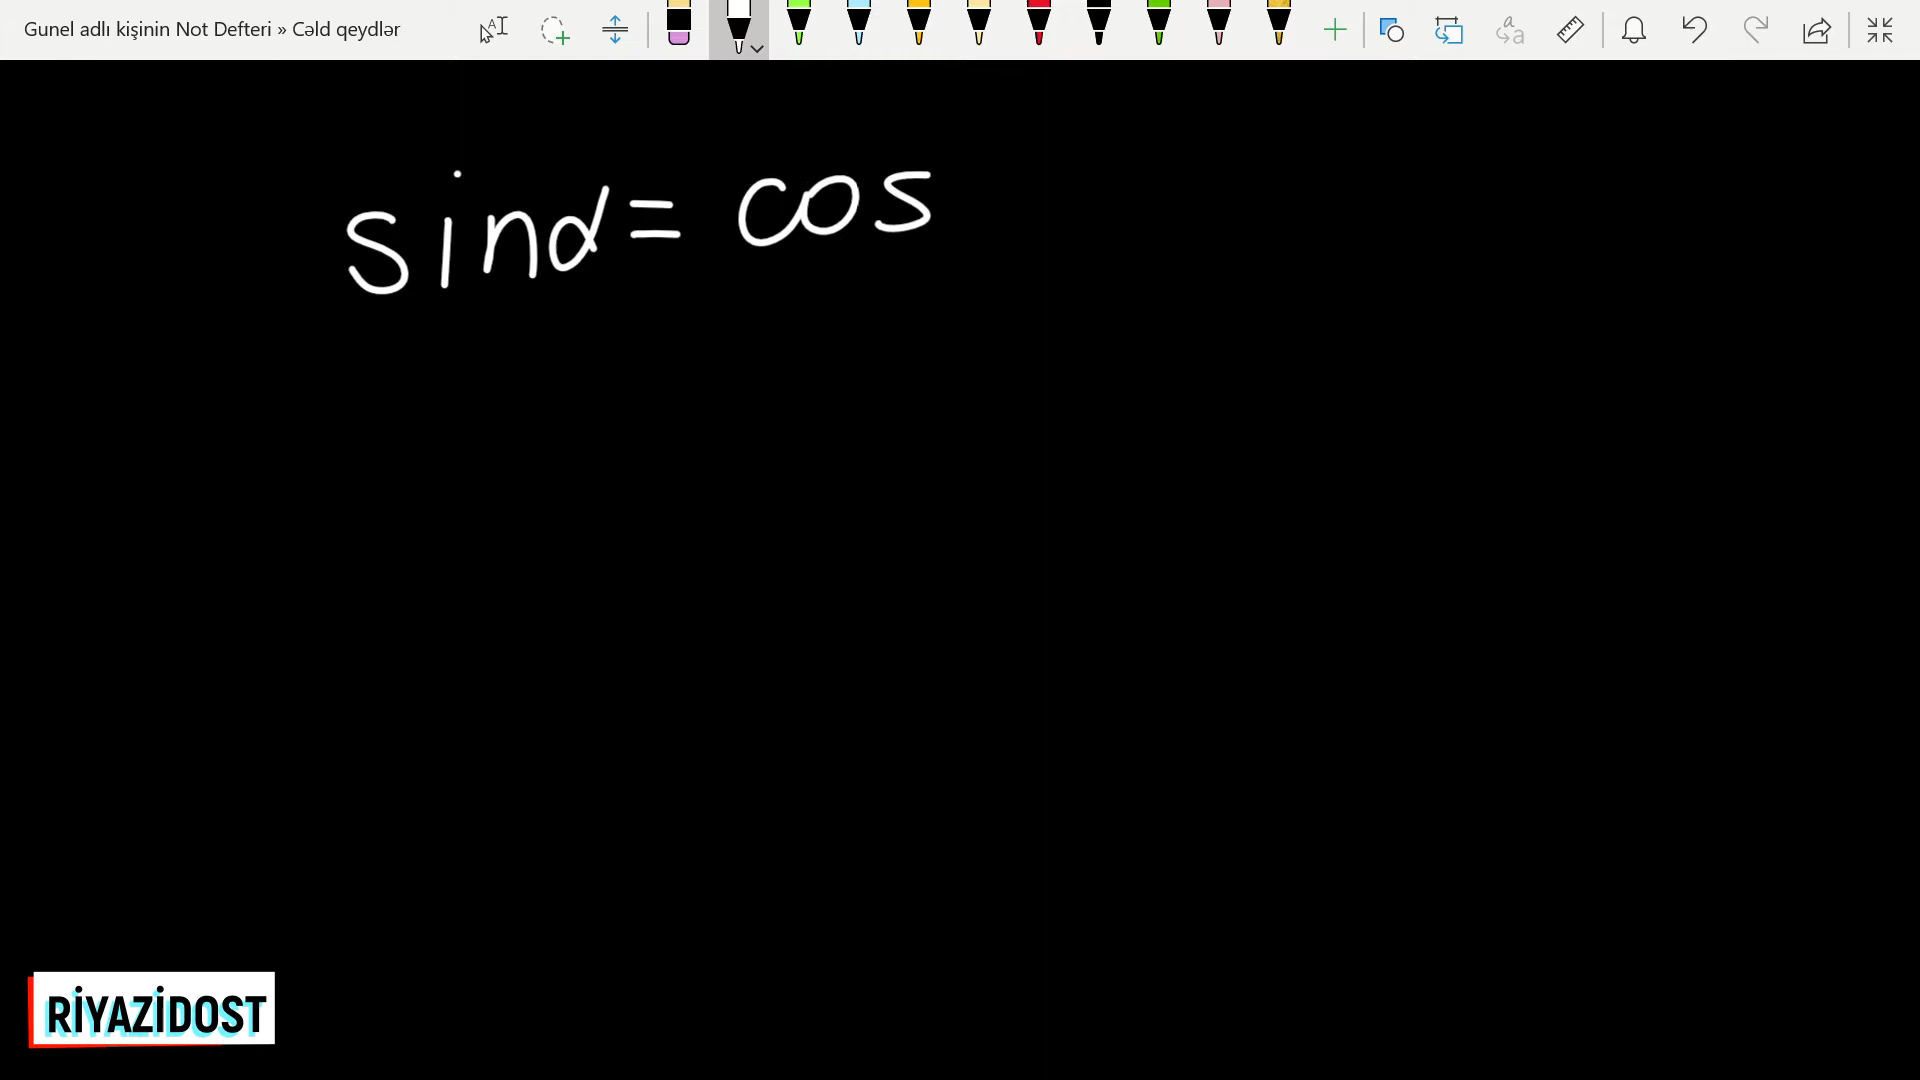 Gunel adlı kişinin Not Defteri » Cəld qeydlər
sinα = cos
RİYAZİDOST